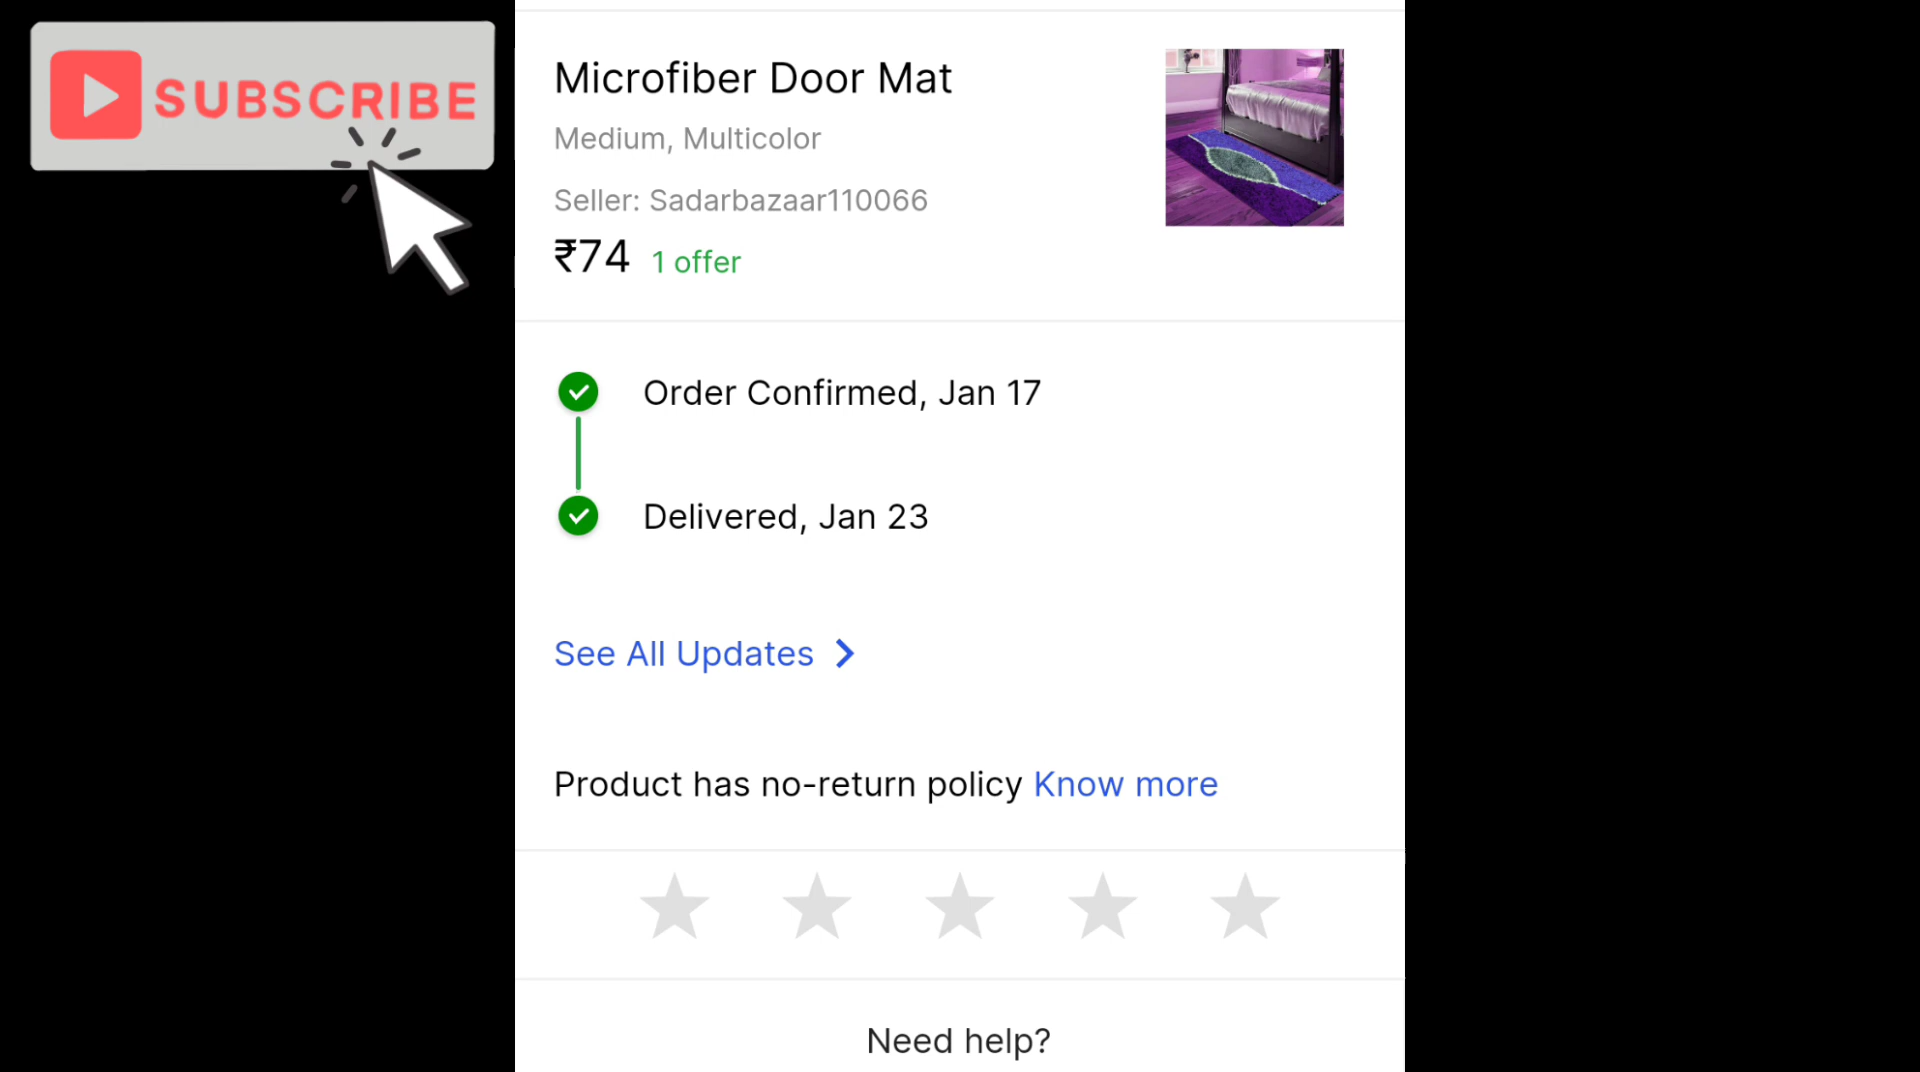 SUBSCRIBE
Microfiber Door Mat
Medium, Multicolor
Seller: Sadarbazaar110066
₹74 1 offer
Order Confirmed, Jan 17
Delivered, Jan 23
See All Updates
Product has no-return policy Know more
Need help?